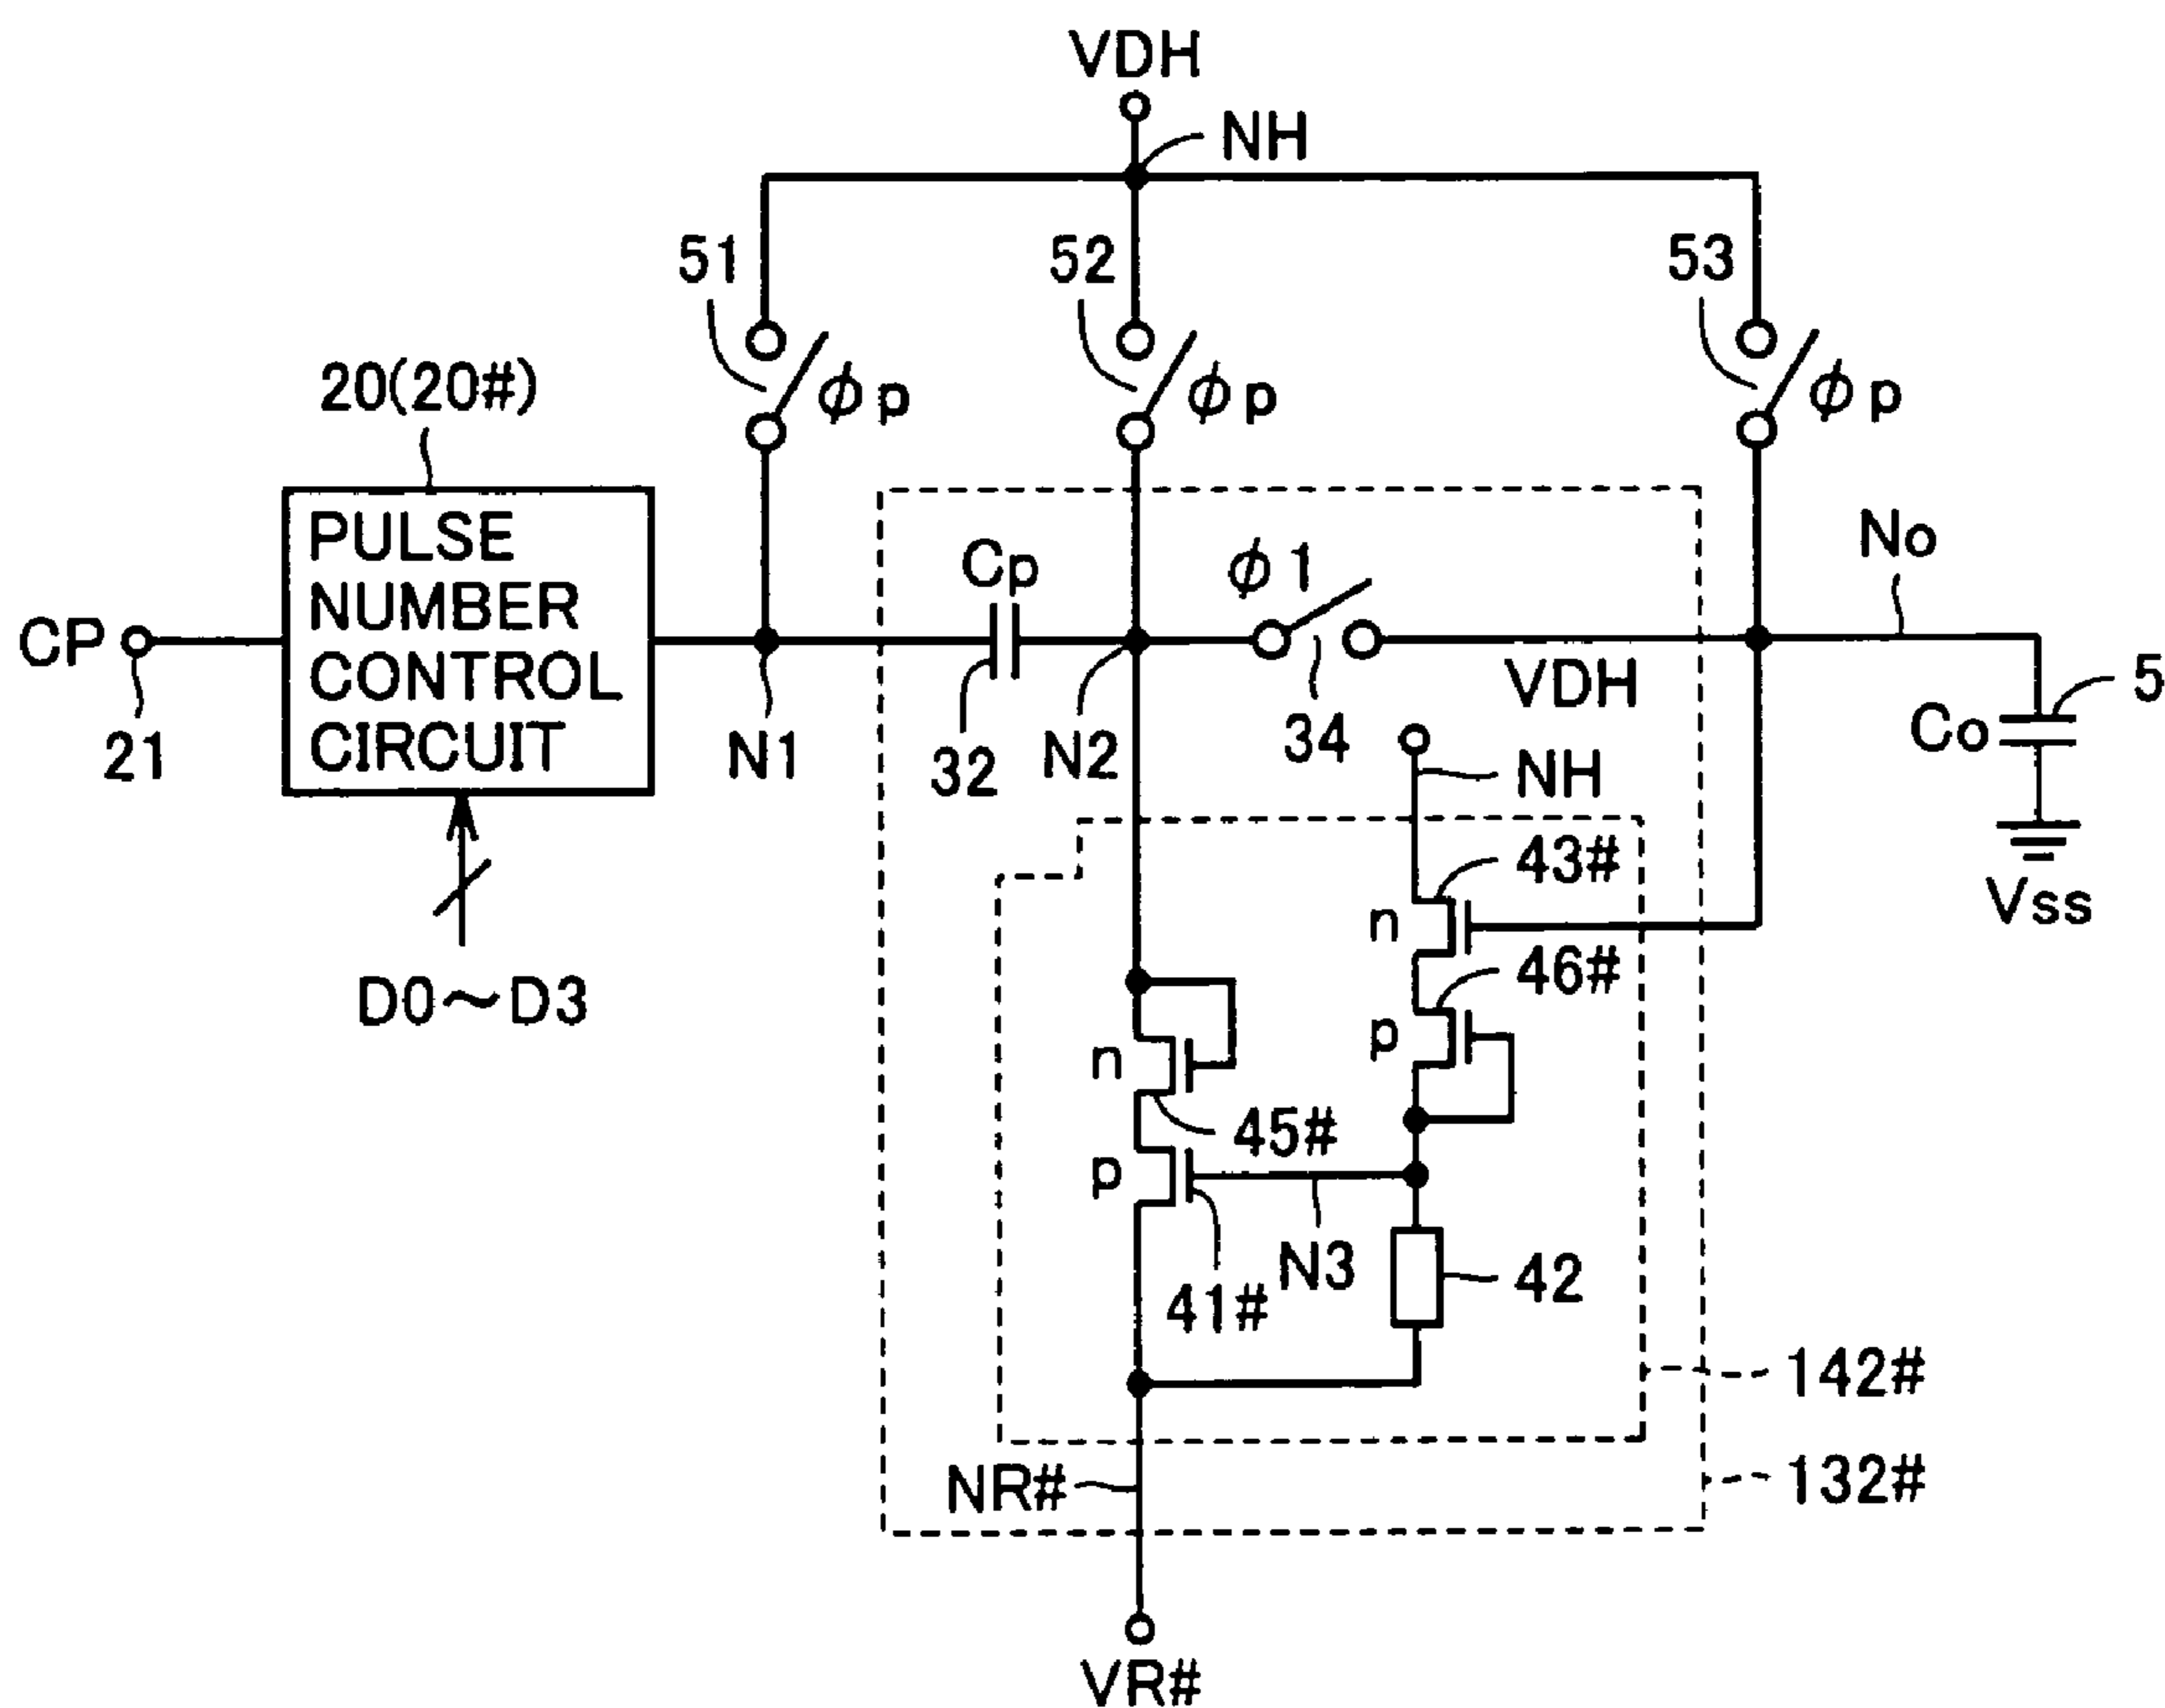 VDH
NH
51
52
53
φp
φp
φp
20(20#)
PULSE
NUMBER
CONTROL
CIRCUIT
CP
21
D0～D3
N1
Cp
32
N2
φ1
34
VDH
NH
No
5
Co
Vss
43#
n
46#
p
n
45#
p
41#
N3
42
142#
132#
NR#
VR#